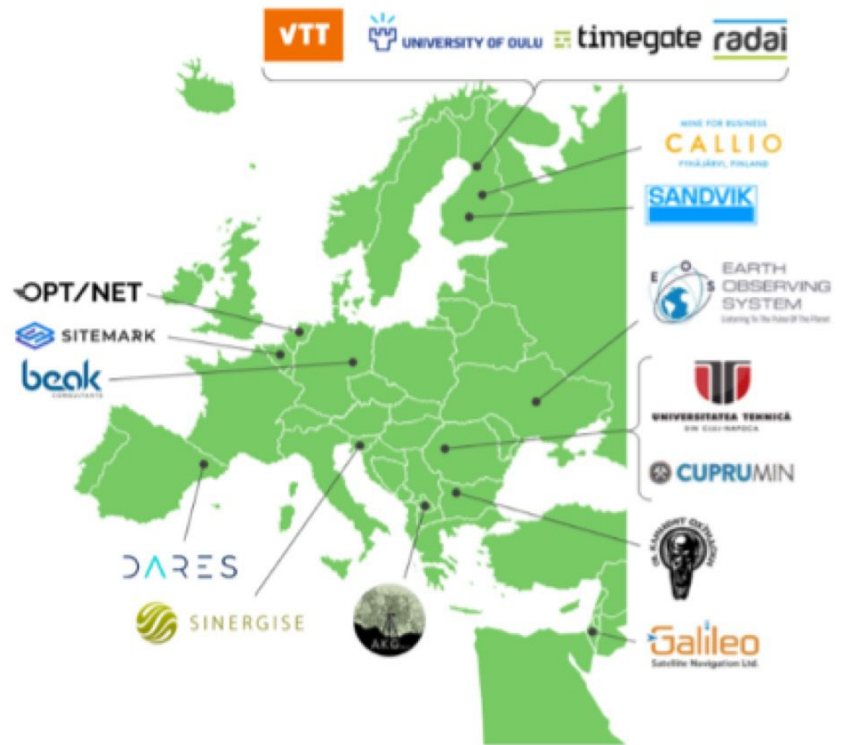 VTT
UNIVERSITY OF OULU
timegate
radai
MINE FOR BUSINESS
CALLIO
PYHÄJÄRVI, FINLAND
SANDVIK
E O S
EARTH
OBSERVING
SYSTEM
Listening To The Pulse Of The Planet
OPT/NET
SITEMARK
beak
CONSULTANTS
UNIVERSITATEA TEHNICĂ
DIN CLUJ-NAPOCA
CUPRUMIN
DARES
SINERGISE
AKG
Galileo
Satellite Navigation Ltd.